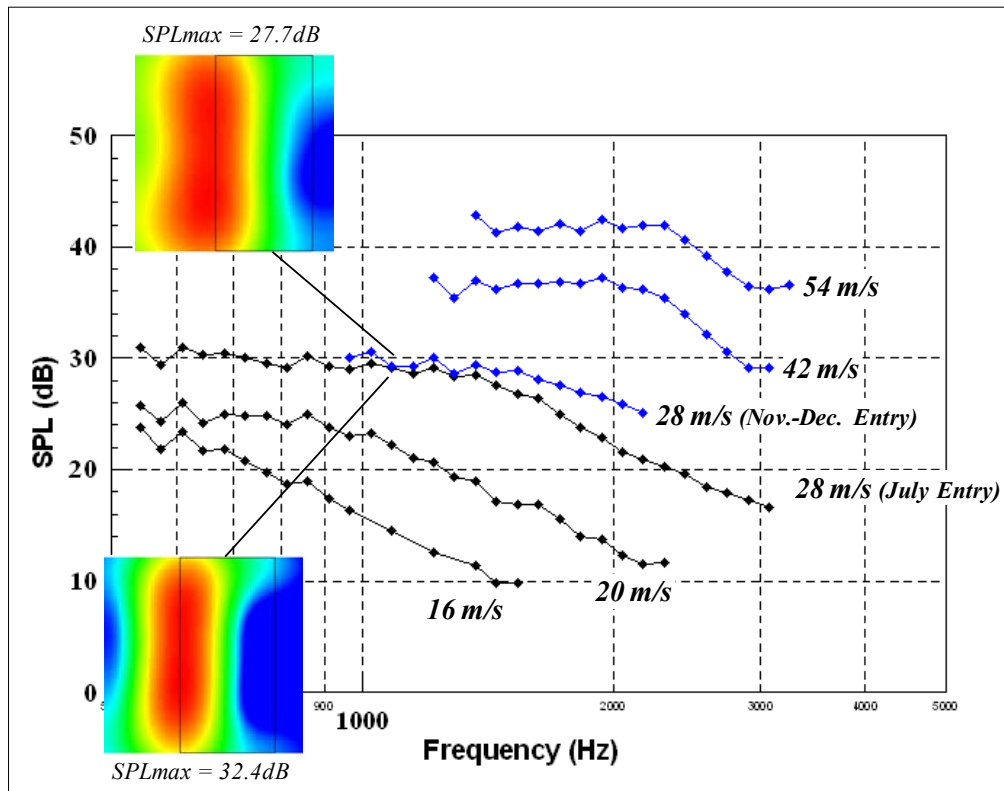 SPLmax = 27.7dB
50
40
30
20
10
0
SPL (dB)
54 m/s
42 m/s
28 m/s (Nov.-Dec. Entry)
28 m/s (July Entry)
20 m/s
16 m/s
900
1000
2000
3000
4000
5000
Frequency (Hz)
SPLmax = 32.4dB